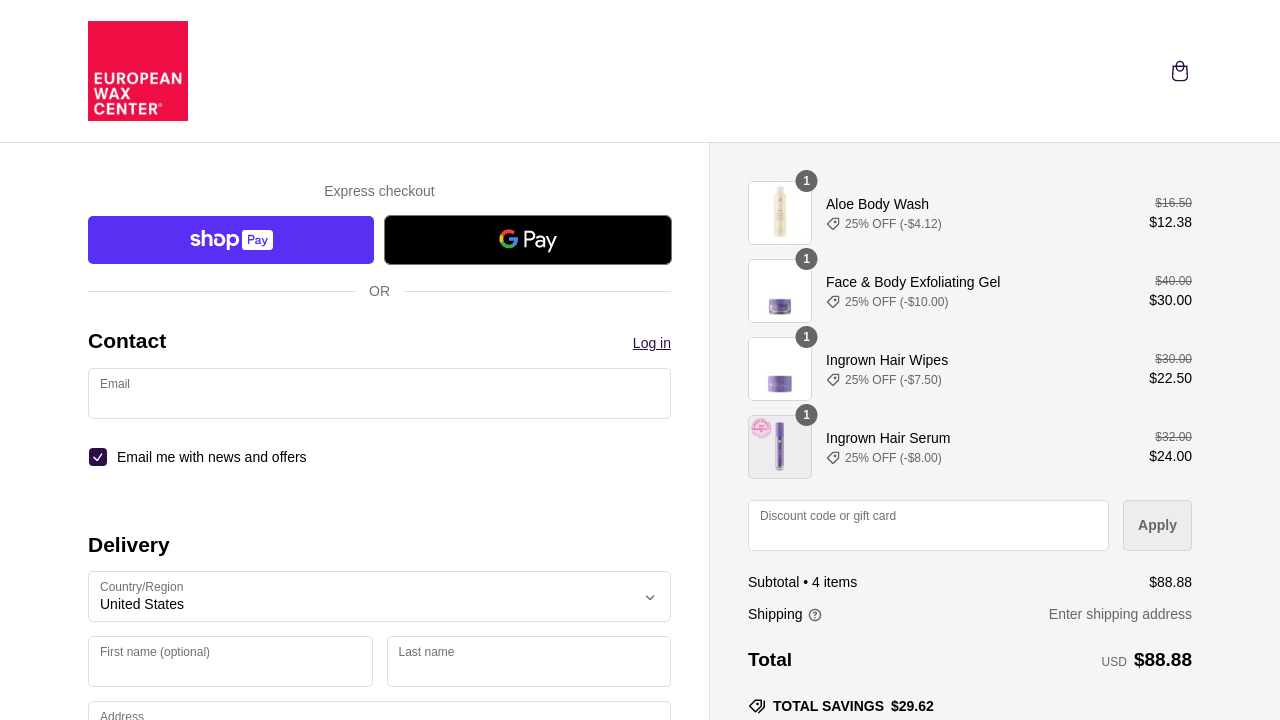 EUROPEAN
WAX
CENTER®
Express checkout
shop Pay
G Pay
OR
Contact
Log in
Email
Email me with news and offers
Delivery
Country/Region
United States
First name (optional)
Last name
Address
1
Aloe Body Wash
$16.50
25% OFF (-$4.12)
$12.38
1
Face & Body Exfoliating Gel
$40.00
25% OFF (-$10.00)
$30.00
1
Ingrown Hair Wipes
$30.00
25% OFF (-$7.50)
$22.50
1
Ingrown Hair Serum
$32.00
25% OFF (-$8.00)
$24.00
Discount code or gift card
Apply
Subtotal • 4 items
$88.88
Shipping
Enter shipping address
Total
USD $88.88
TOTAL SAVINGS $29.62